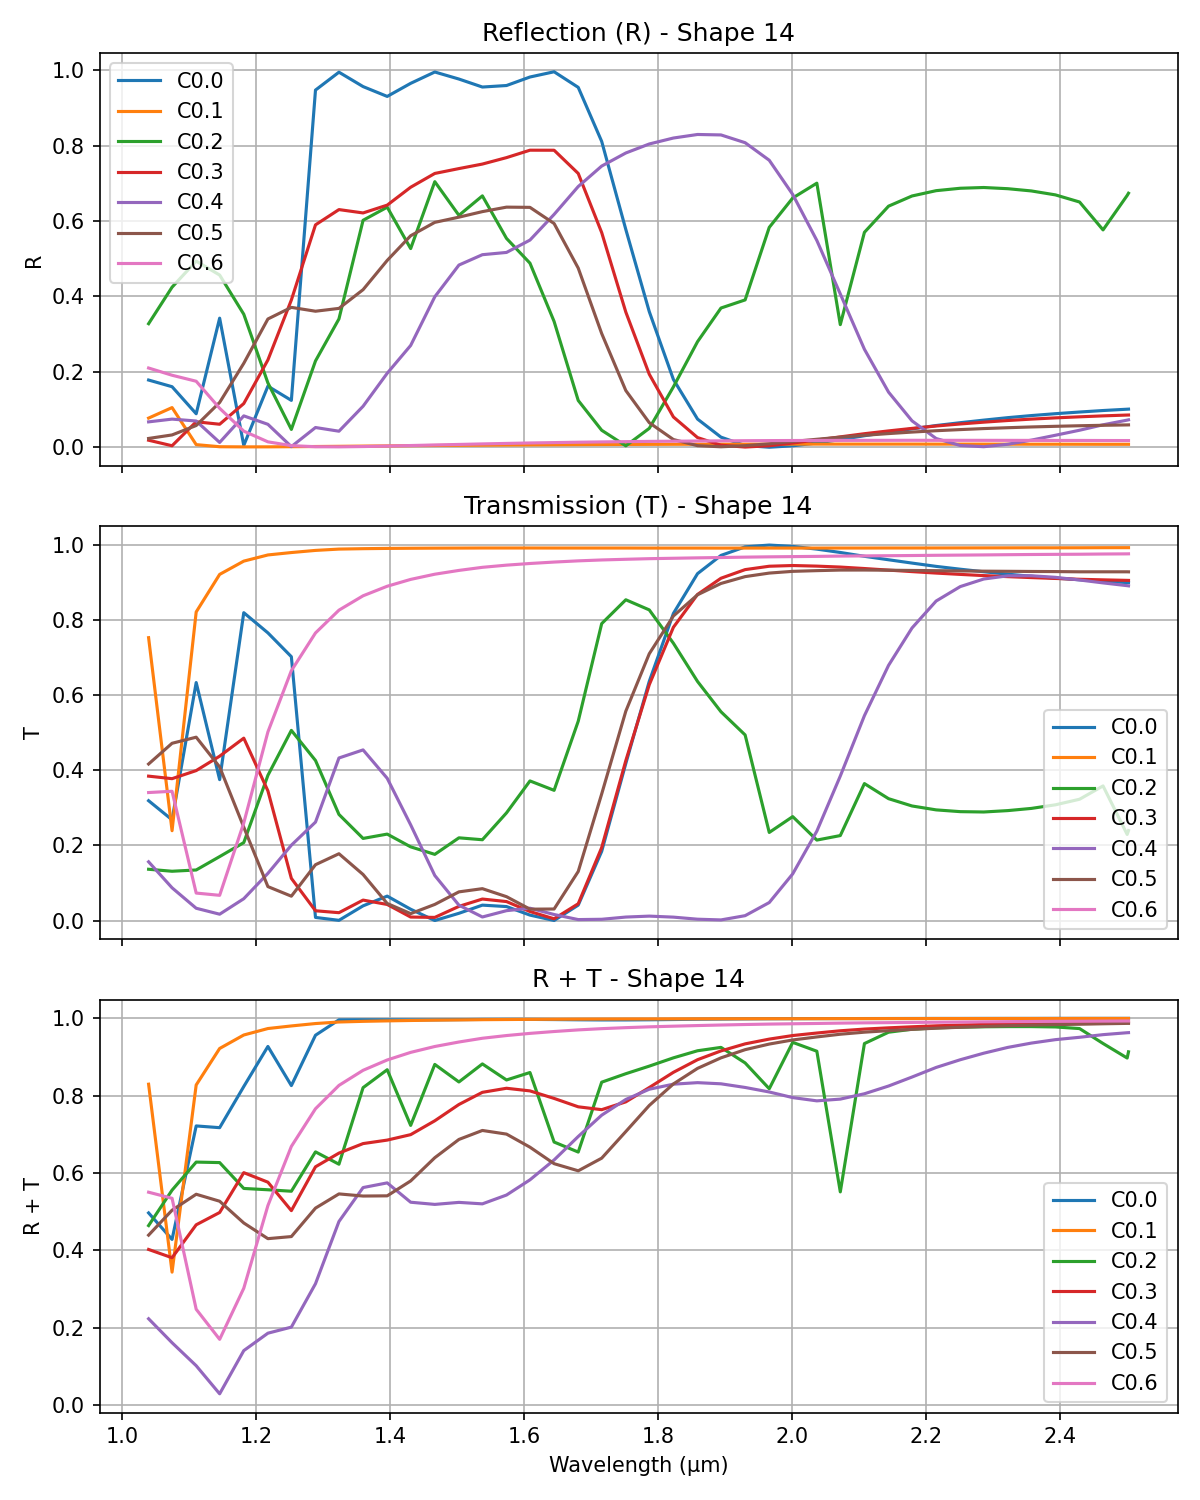 Reflection (R) - Shape 14
1.0
0.8
0.6
0.4
0.2
0.0
R
C0.0
C0.1
C0.2
C0.3
C0.4
C0.5
C0.6
Transmission (T) - Shape 14
1.0
0.8
0.6
0.4
0.2
0.0
T
C0.0
C0.1
C0.2
C0.3
C0.4
C0.5
C0.6
R + T - Shape 14
1.0
0.8
0.6
0.4
0.2
0.0
R + T
C0.0
C0.1
C0.2
C0.3
C0.4
C0.5
C0.6
1.0 1.2 1.4 1.6 1.8 2.0 2.2 2.4
Wavelength (μm)